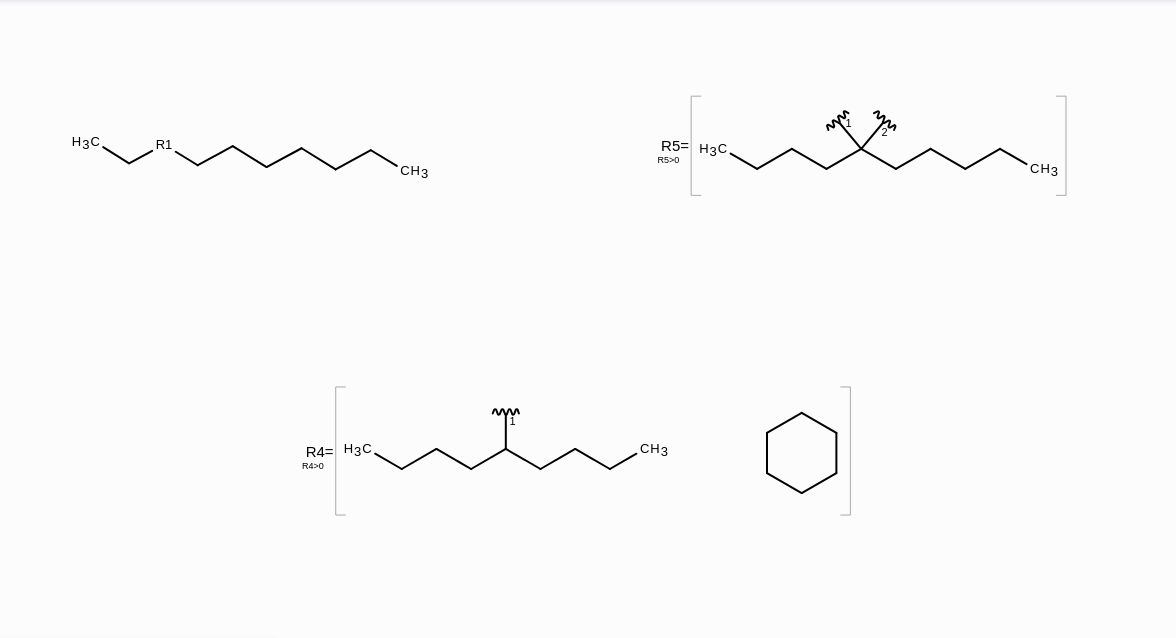 H3C R1 CH3
1 2
R5= H3C CH3
R5>0
1
R4= H3C CH3
R4>0